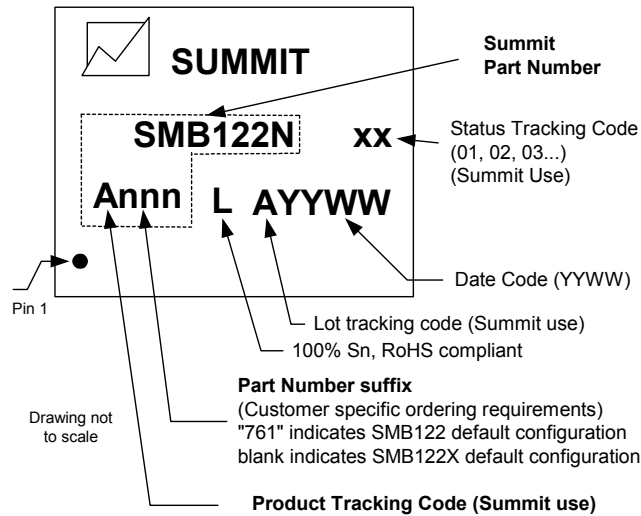 SUMMIT
Summit
Part Number
SMB122N xx
Status Tracking Code
(01, 02, 03...)
(Summit Use)
Annn L AYYWW
Date Code (YYWW)
Pin 1
Lot tracking code (Summit use)
100% Sn, RoHS compliant
Part Number suffix
(Customer specific ordering requirements)
"761" indicates SMB122 default configuration
blank indicates SMB122X default configuration
Drawing not
to scale
Product Tracking Code (Summit use)